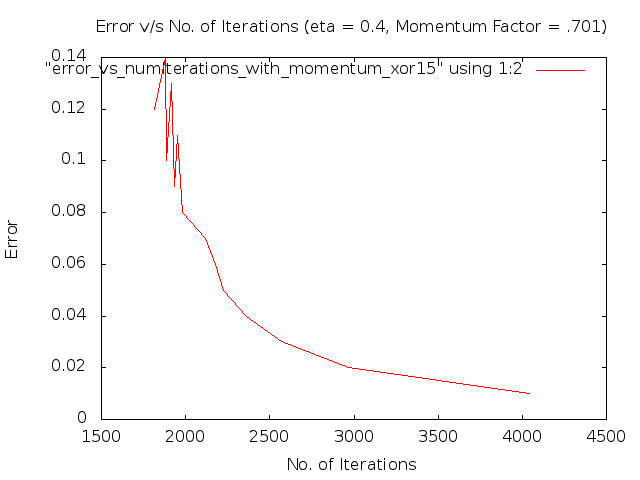 Error v/s No. of Iterations (eta = 0.4, Momentum Factor = .701)
"error_vs_numiterations_with_momentum_xor15" using 1:2
0.14
0.12
0.1
0.08
0.06
0.04
0.02
0
Error
1500 2000 2500 3000 3500 4000 4500
No. of Iterations